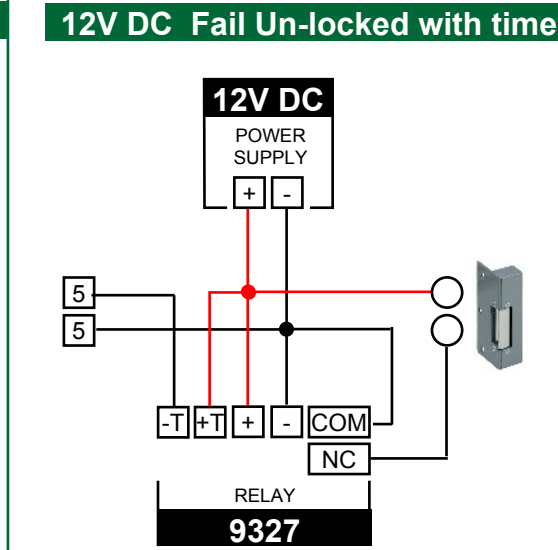 12V DC Fail Un-locked with time
12V DC
POWER
SUPPLY
+ -
5
5
-T +T + - COM
NC
RELAY
9327